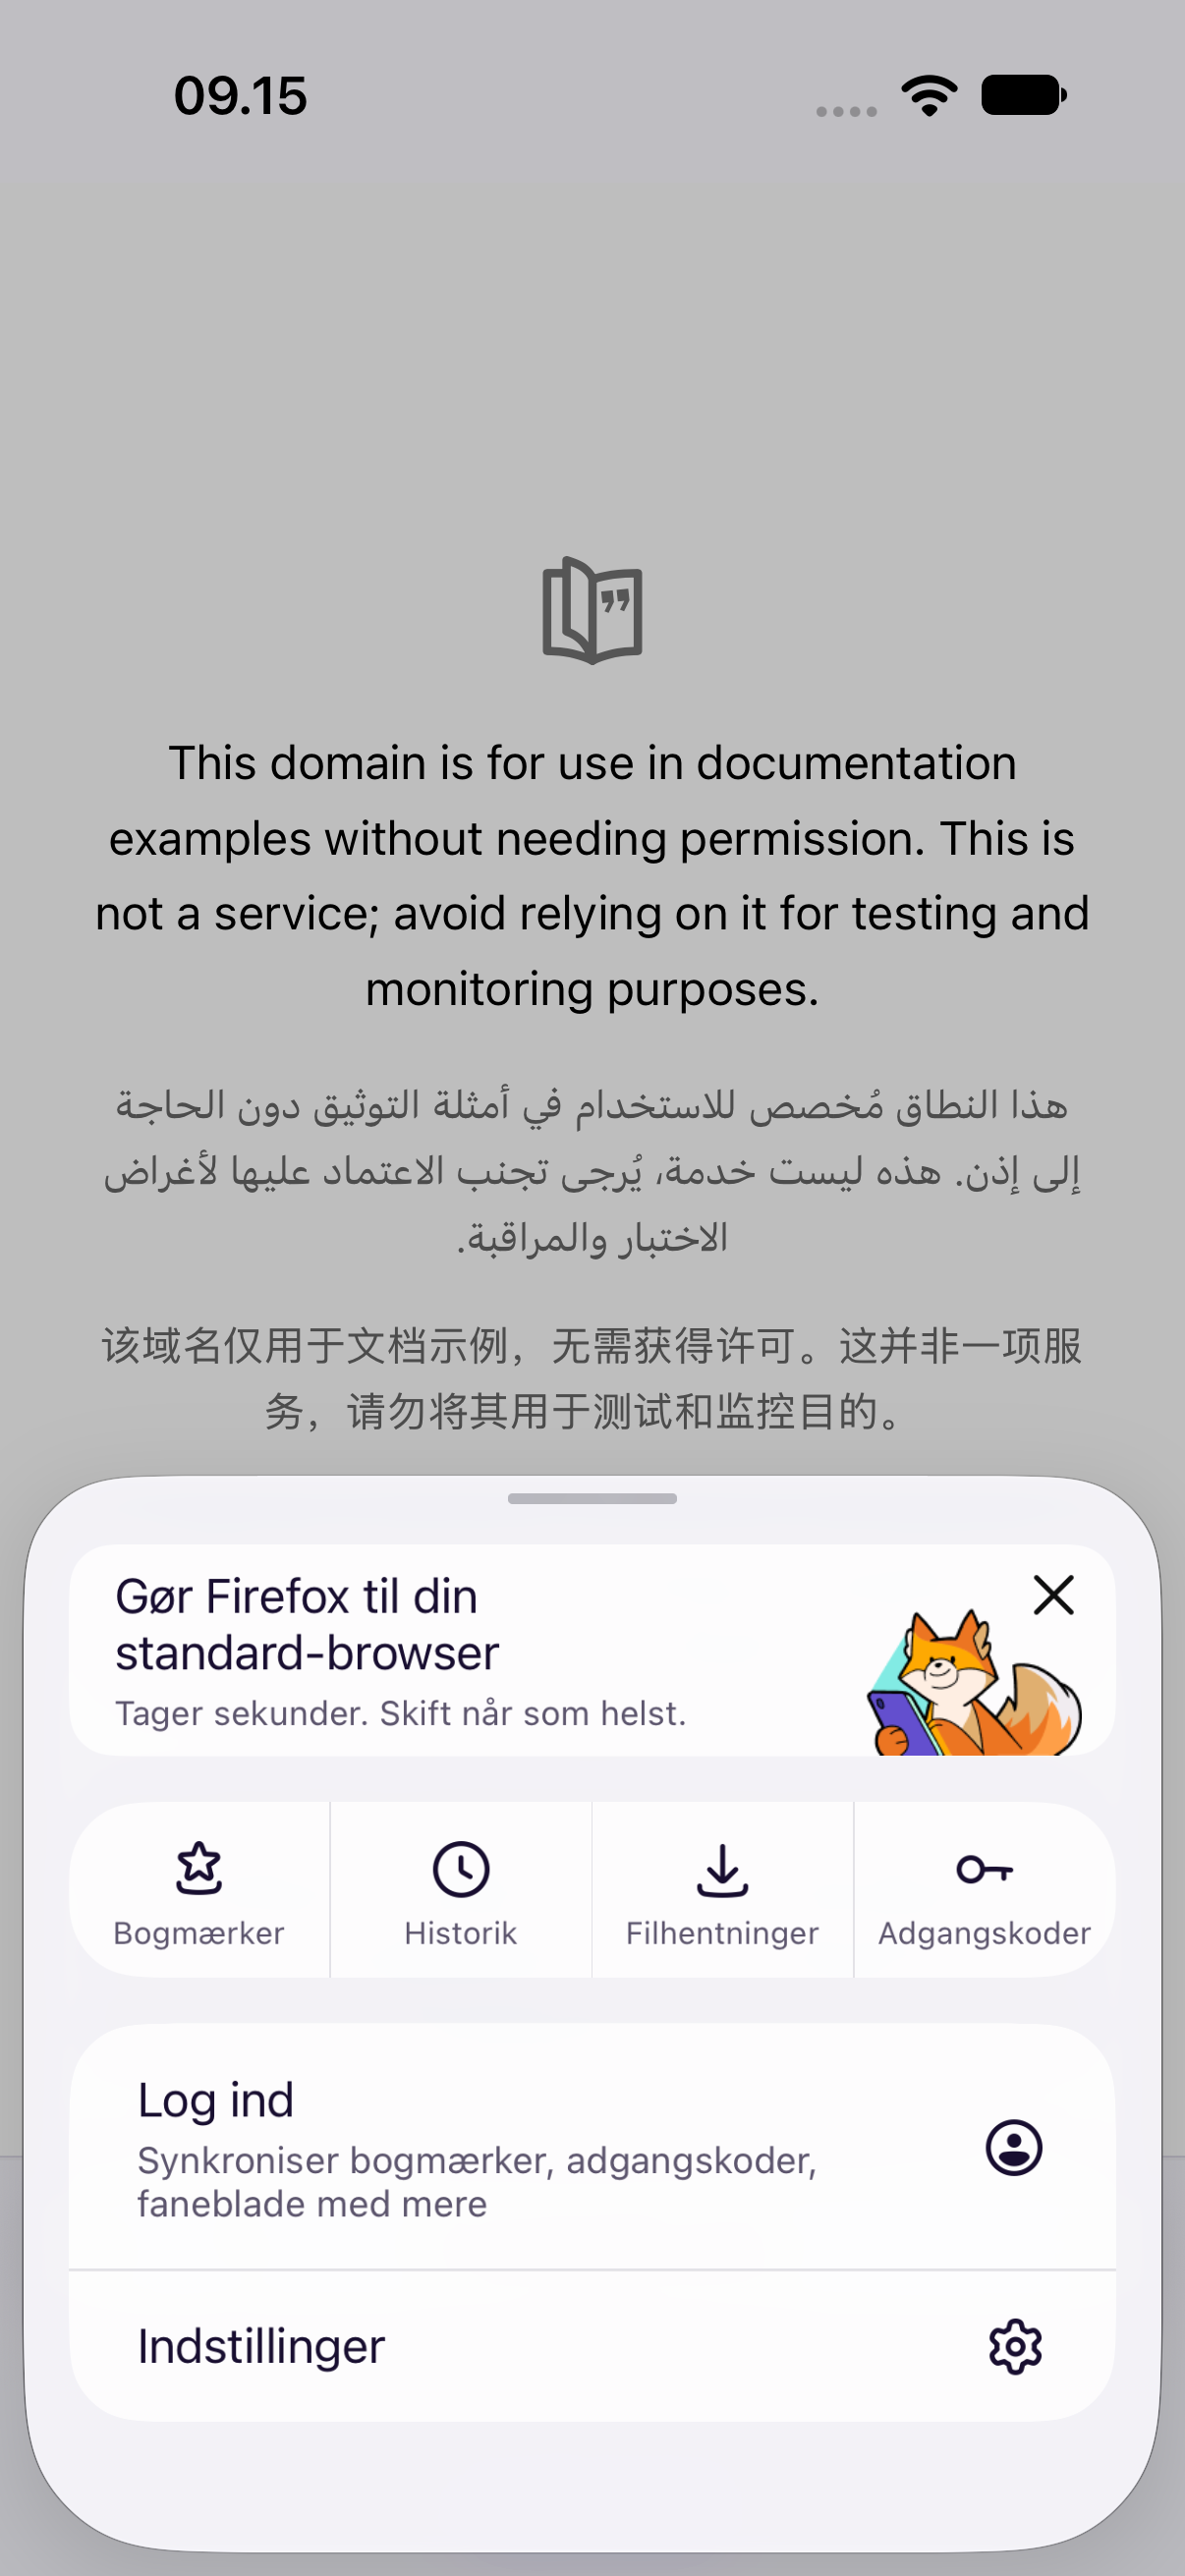 09.15
This domain is for use in documentation
examples without needing permission. This is
not a service; avoid relying on it for testing and
monitoring purposes.
هذا النطاق مُخصص للاستخدام في أمثلة التوثيق دون الحاجة
إلى إذن. هذه ليست خدمة، يُرجى تجنب الاعتماد عليها لأغراض
الاختبار والمراقبة.
该域名仅用于文档示例，无需获得许可。这并非一项服
务，请勿将其用于测试和监控目的。
Gør Firefox til din
standard-browser
Tager sekunder. Skift når som helst.
Bogmærker
Historik
Filhentninger
Adgangskoder
Log ind
Synkroniser bogmærker, adgangskoder,
faneblade med mere
Indstillinger